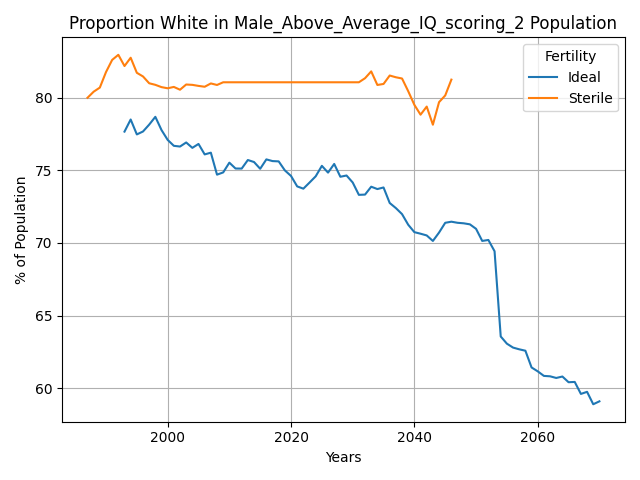 Proportion White in Male_Above_Average_IQ_scoring_2 Population
Fertility
Ideal
Sterile
% of Population
80
75
70
65
60
2000
2020
2040
2060
Years